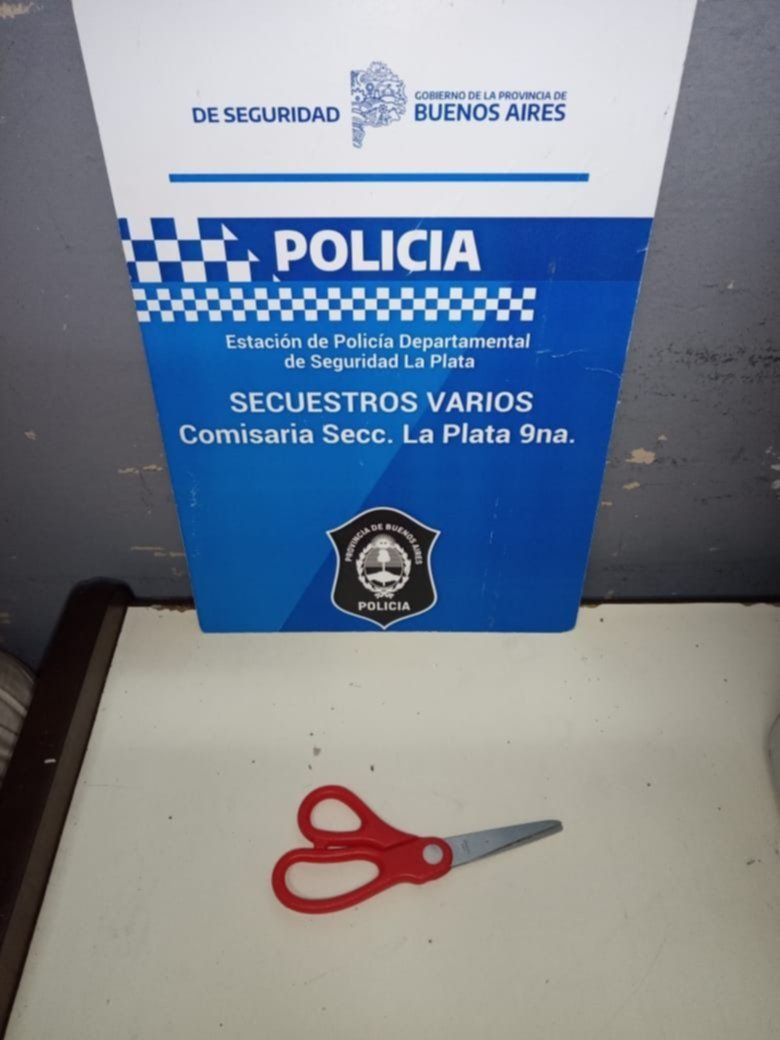 DE SEGURIDAD
GOBIERNO DE LA PROVINCIA DE
BUENOS AIRES
POLICIA
Estación de Policía Departamental
de Seguridad La Plata
SECUESTROS VARIOS
Comisaria Secc. La Plata 9na.
PROVINCIA DE BUENOS AIRES
POLICIA